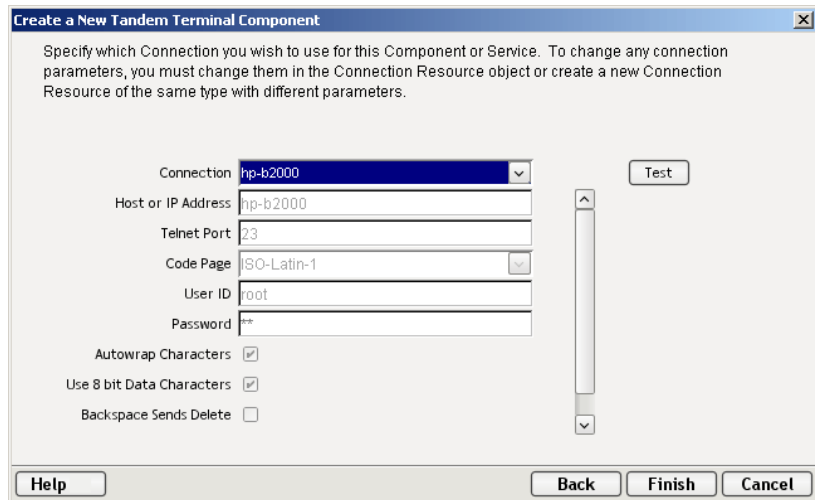 Create a New Tandem Terminal Component
Specify which Connection you wish to use for this Component or Service. To change any connection
parameters, you must change them in the Connection Resource object or create a new Connection
Resource of the same type with different parameters.
Connection hp-b2000 Test
Host or IP Address hp-b2000
Telnet Port 23
Code Page ISO-Latin-1
User ID root
Password **
Autowrap Characters
Use 8 bit Data Characters
Backspace Sends Delete
Help Back Finish Cancel